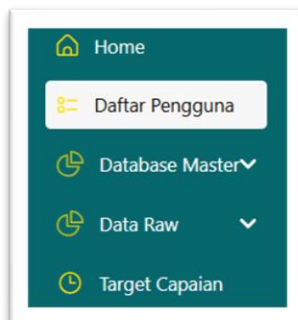 Home
Daftar Pengguna
Database Master
Data Raw
Target Capaian